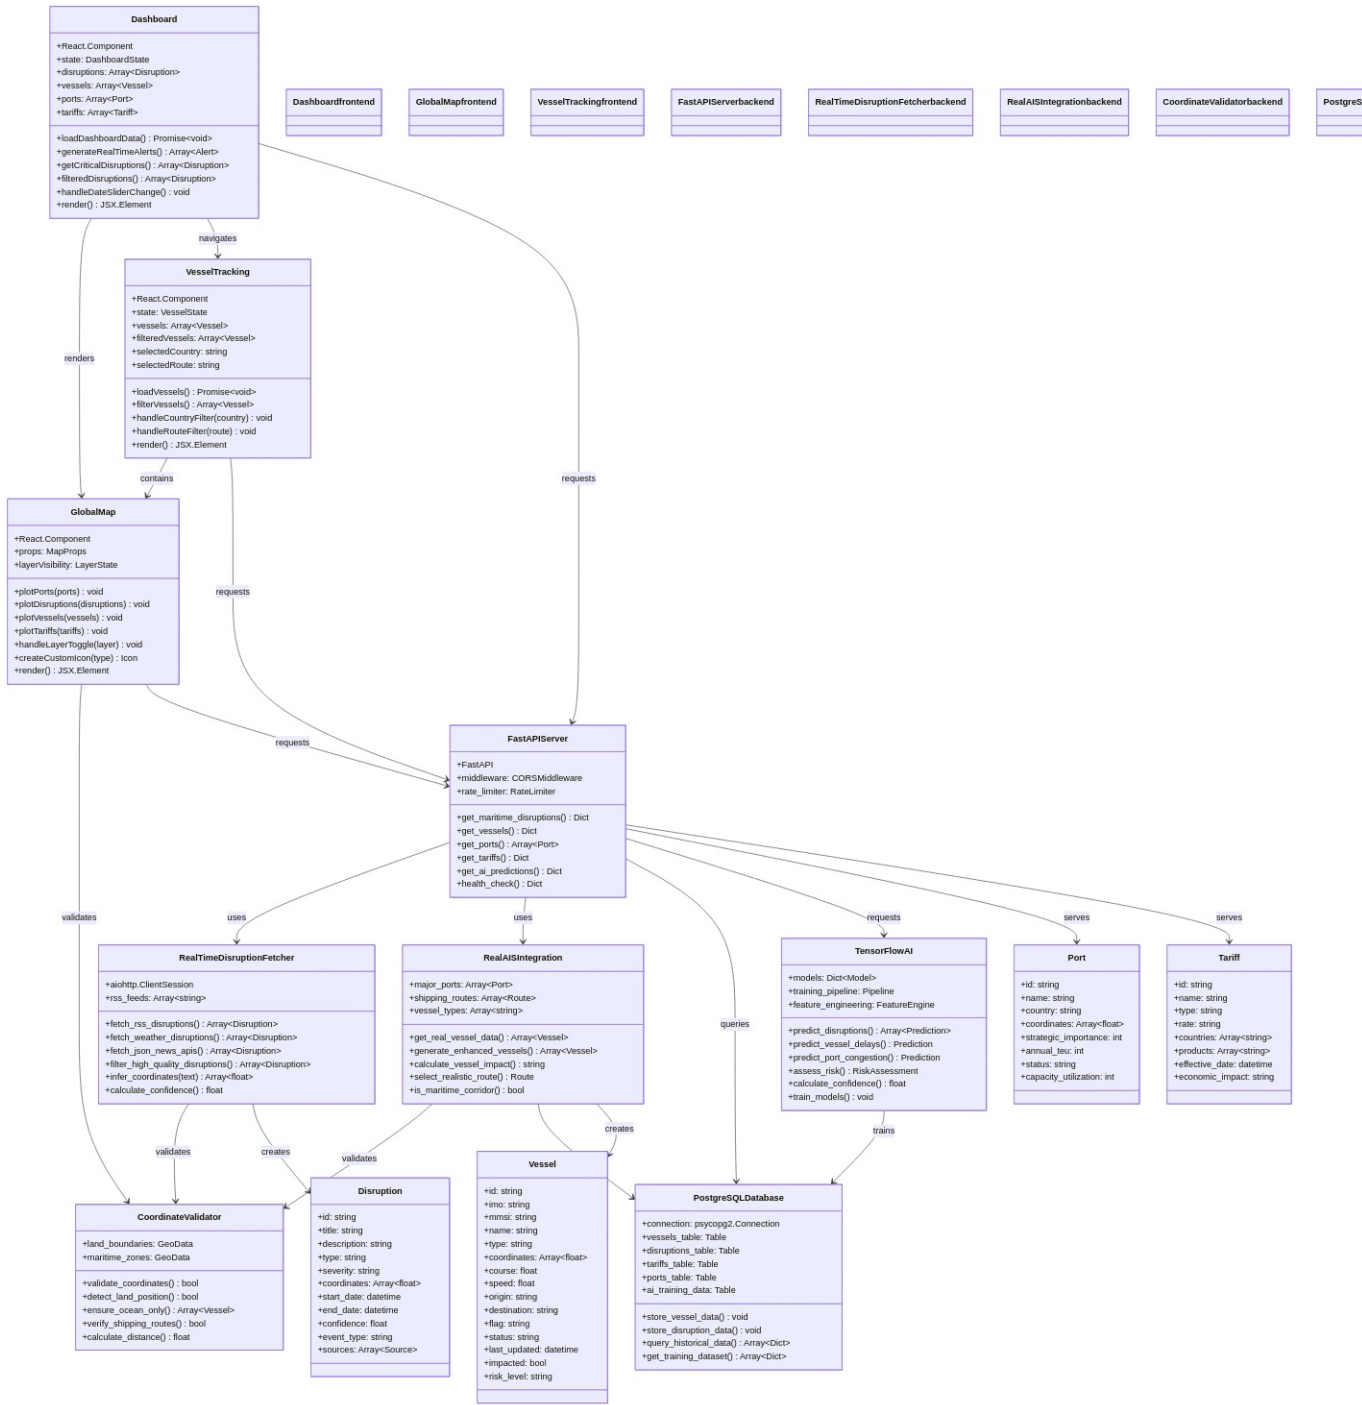 Dashboard
+React.Component
+state: DashboardState
+disruptions: Array<Disruption>
+vessels: Array<Vessel>
+ports: Array<Port>
+tariffs: Array<Tariff>
+loadDashboardData() : Promise<void>
+generateRealTimeAlerts() : Array<Alert>
+getCriticalDisruptions() : Array<Disruption>
+filteredDisruptions() : Array<Disruption>
+handleDateSliderChange() : void
+render() : JSX.Element
Dashboardfrontend
GlobalMapfrontend
VesselTrackingfrontend
FastAPIServerbackend
RealTimeDisruptionFetcherbackend
RealAISIntegrationbackend
CoordinateValidatorbackend
PostgreS
navigates
renders
requests
VesselTracking
+React.Component
+state: VesselState
+vessels: Array<Vessel>
+filteredVessels: Array<Vessel>
+selectedCountry: string
+selectedRoute: string
+loadVessels() : Promise<void>
+filterVessels() : Array<Vessel>
+handleCountryFilter(country) : void
+handleRouteFilter(route) : void
+render() : JSX.Element
contains
requests
GlobalMap
+React.Component
+props: MapProps
+layerVisibility: LayerState
+plotPorts(ports) : void
+plotDisruptions(disruptions) : void
+plotVessels(vessels) : void
+plotTariffs(tariffs) : void
+handleLayerToggle(layer) : void
+createCustomIcon(type) : Icon
+render() : JSX.Element
requests
validates
FastAPIServer
+FastAPI
+middleware: CORSMiddleware
+rate_limiter: RateLimiter
+get_maritime_disruptions() : Dict
+get_vessels() : Dict
+get_ports() : Array<Port>
+get_tariffs() : Dict
+get_ai_predictions() : Dict
+health_check() : Dict
uses
uses
queries
requests
serves
serves
RealTimeDisruptionFetcher
+aiohttp.ClientSession
+rss_feeds: Array<string>
+fetch_rss_disruptions() : Array<Disruption>
+fetch_weather_disruptions() : Array<Disruption>
+fetch_json_news_apis() : Array<Disruption>
+filter_high_quality_disruptions() : Array<Disruption>
+infer_coordinates(text) : Array<float>
+calculate_confidence() : float
RealAISIntegration
+major_ports: Array<Port>
+shipping_routes: Array<Route>
+vessel_types: Array<string>
+get_real_vessel_data() : Array<Vessel>
+generate_enhanced_vessels() : Array<Vessel>
+calculate_vessel_impact() : string
+select_realistic_route() : Route
+is_maritime_corridor() : bool
TensorFlowAI
+models: Dict<Model>
+training_pipeline: Pipeline
+feature_engineering: FeatureEngine
+predict_disruptions() : Array<Prediction>
+predict_vessel_delays() : Prediction
+predict_port_congestion() : Prediction
+assess_risk() : RiskAssessment
+calculate_confidence() : float
+train_models() : void
Port
+id: string
+name: string
+country: string
+coordinates: Array<float>
+strategic_importance: int
+annual_teu: int
+status: string
+capacity_utilization: int
Tariff
+id: string
+name: string
+type: string
+rate: string
+countries: Array<string>
+products: Array<string>
+effective_date: datetime
+economic_impact: string
validates
creates
validates
creates
trains
CoordinateValidator
+land_boundaries: GeoData
+maritime_zones: GeoData
+validate_coordinates() : bool
+detect_land_position() : bool
+ensure_ocean_only() : Array<Vessel>
+verify_shipping_routes() : bool
+calculate_distance() : float
Disruption
+id: string
+title: string
+description: string
+type: string
+severity: string
+coordinates: Array<float>
+start_date: datetime
+end_date: datetime
+confidence: float
+event_type: string
+sources: Array<Source>
Vessel
+id: string
+imo: string
+mmsi: string
+name: string
+type: string
+coordinates: Array<float>
+course: float
+speed: float
+origin: string
+destination: string
+flag: string
+status: string
+last_updated: datetime
+impacted: bool
+risk_level: string
PostgreSQLDatabase
+connection: psycopg2.Connection
+vessels_table: Table
+disruptions_table: Table
+tariffs_table: Table
+ports_table: Table
+ai_training_data: Table
+store_vessel_data() : void
+store_disruption_data() : void
+query_historical_data() : Array<Dict>
+get_training_dataset() : Array<Dict>